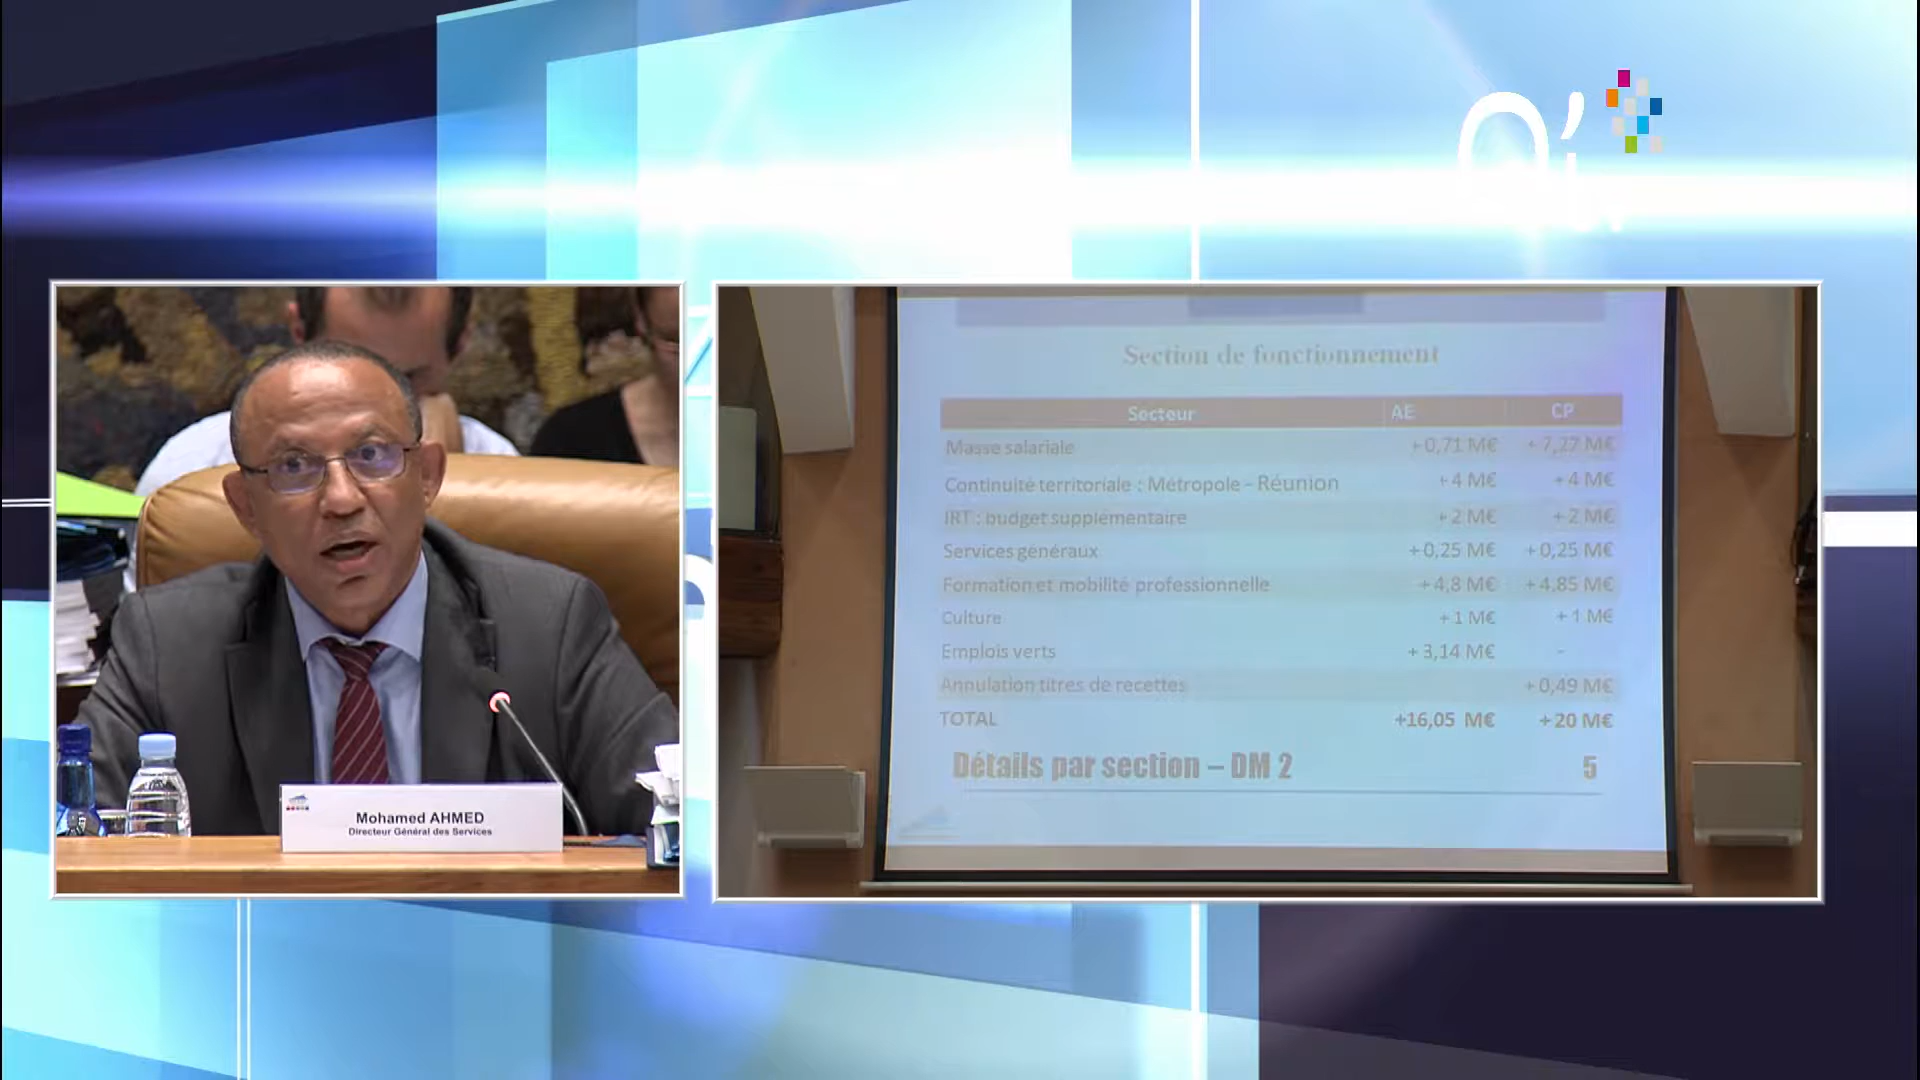 Section de fonctionnement
Secteur AE CP
Masse salariale +0,71 M€ +7,27 M€
Continuité territoriale : Métropole - Réunion +4 M€ +4 M€
IRT : budget supplémentaire +2 M€ +2 M€
Services généraux +0,25 M€ +0,25 M€
Formation et mobilité professionnelle +4,8 M€ +4,85 M€
Culture +1 M€ +1 M€
Emplois verts +3,14 M€ -
Annulation titres de recettes +0,49 M€
TOTAL +16,05 M€ +20 M€
Détails par section – DM 2 5
Mohamed AHMED
Directeur Général des Services